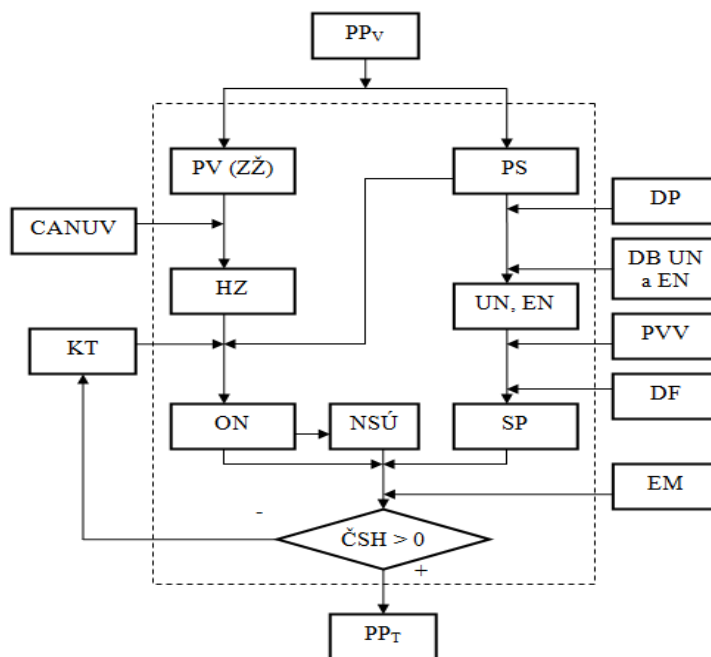 PPV
PV (ZŽ)
PS
DP
CANUV
DB UN
a EN
HZ
UN, EN
KT
PVV
DF
ON
NSÚ
SP
EM
-
ČSH > 0
+
PPT